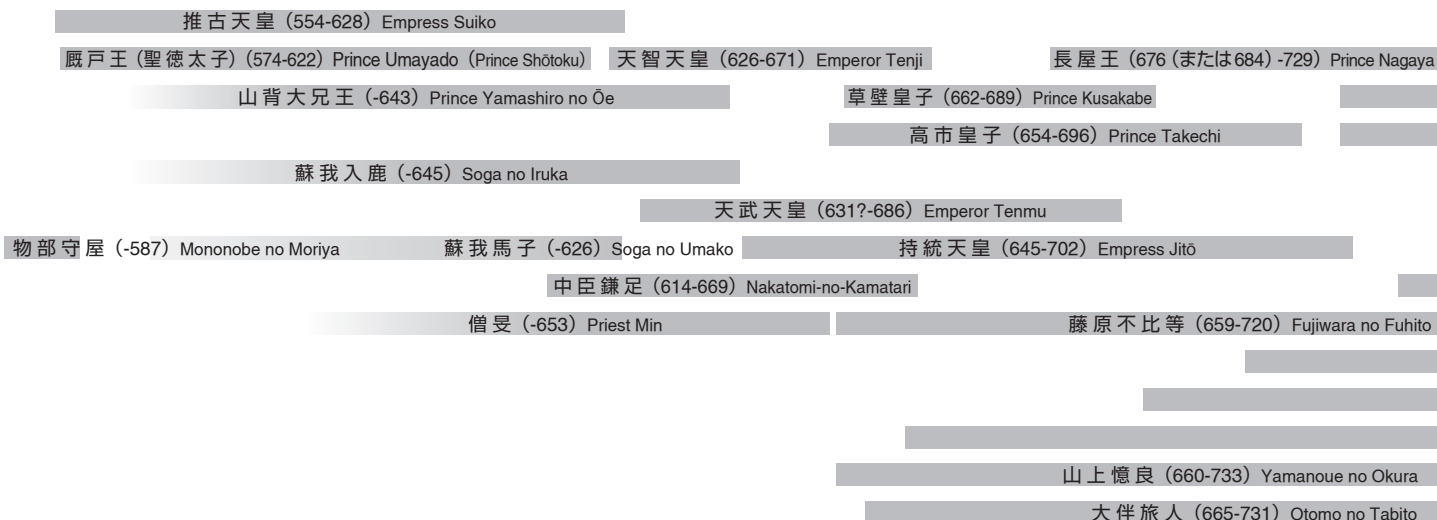 推古天皇（554-628）Empress Suiko
厩戸王（聖徳太子）（574-622）Prince Umayado（Prince Shōtoku） 天智天皇（626-671）Emperor Tenji 長屋王（676（または684）-729）Prince Nagaya
山背大兄王（-643）Prince Yamashiro no Ōe 草壁皇子（662-689）Prince Kusakabe
高市皇子（654-696）Prince Takechi
蘇我入鹿（-645）Soga no Iruka
天武天皇（631?-686）Emperor Tenmu
物部守屋（-587）Mononobe no Moriya 蘇我馬子（-626）Soga no Umako 持統天皇（645-702）Empress Jitō
中臣鎌足（614-669）Nakatomi-no-Kamatari
僧旻（-653）Priest Min 藤原不比等（659-720）Fujiwara no Fuhito
山上憶良（660-733）Yamanoue no Okura
大伴旅人（665-731）Otomo no Tabito